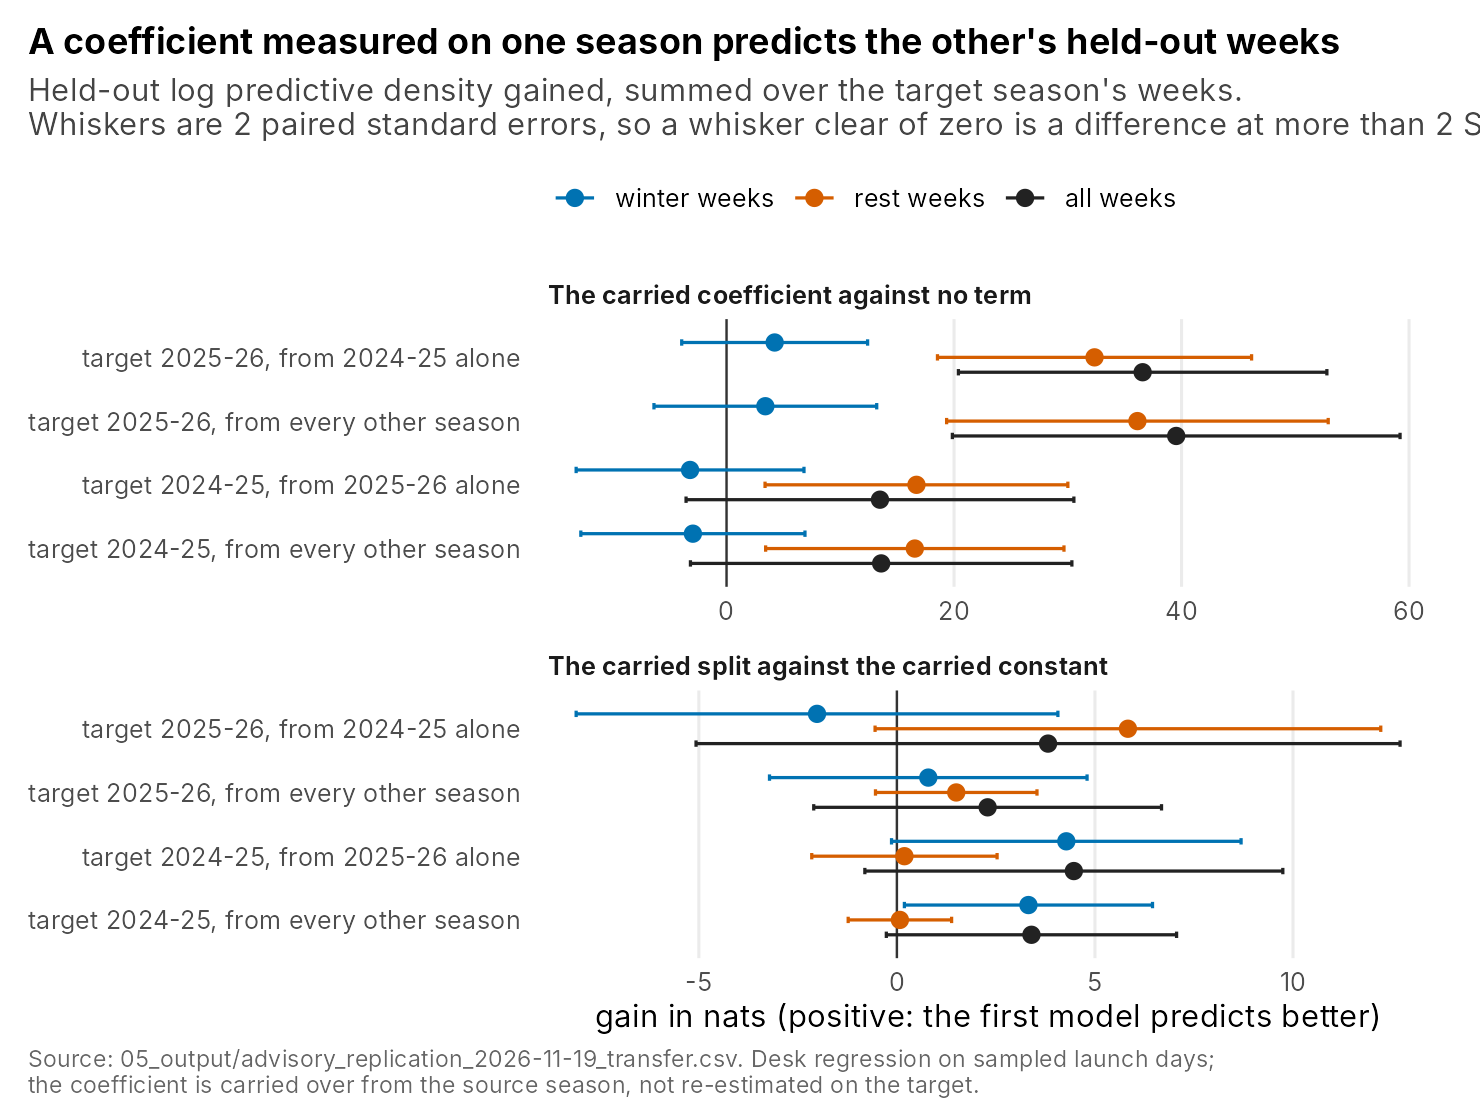 A coefficient measured on one season predicts the other's held-out weeks
Held-out log predictive density gained, summed over the target season's weeks.
Whiskers are 2 paired standard errors, so a whisker clear of zero is a difference at more than 2 S
winter weeks rest weeks all weeks
The carried coefficient against no term
target 2025-26, from 2024-25 alone
target 2025-26, from every other season
target 2024-25, from 2025-26 alone
target 2024-25, from every other season
0 20 40 60
The carried split against the carried constant
target 2025-26, from 2024-25 alone
target 2025-26, from every other season
target 2024-25, from 2025-26 alone
target 2024-25, from every other season
-5 0 5 10
gain in nats (positive: the first model predicts better)
Source: 05_output/advisory_replication_2026-11-19_transfer.csv. Desk regression on sampled launch days;
the coefficient is carried over from the source season, not re-estimated on the target.